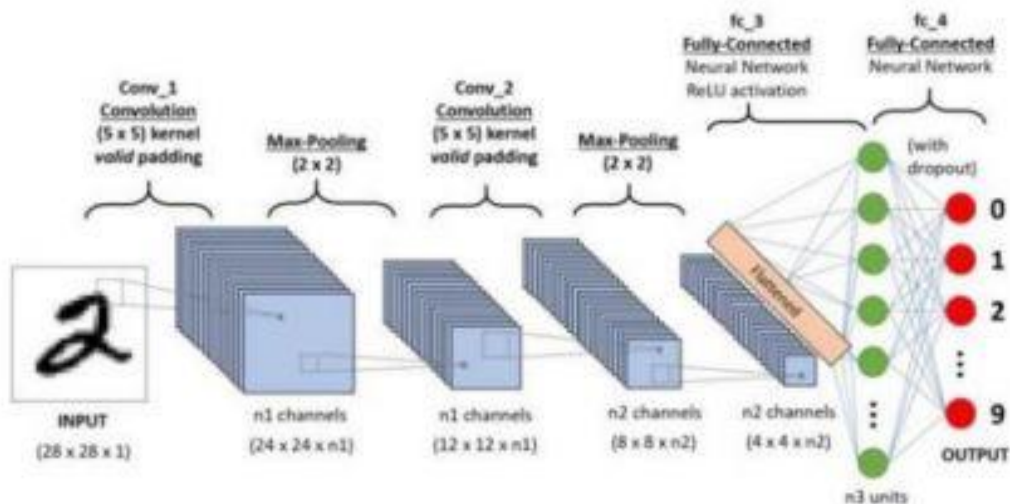 fc_3
Fully-Connected
Neural Network
ReLU activation
fc_4
Fully-Connected
Neural Network
Conv_1
Convolution
(5 x 5) kernel
valid padding
Max-Pooling
(2 x 2)
Conv_2
Convolution
(5 x 5) kernel
valid padding
Max-Pooling
(2 x 2)
(with
dropout)
Flattened
0
1
2
9
INPUT
(28 x 28 x 1)
n1 channels
(24 x 24 x n1)
n1 channels
(12 x 12 x n1)
n2 channels
(8 x 8 x n2)
n2 channels
(4 x 4 x n2)
OUTPUT
n3 units
2